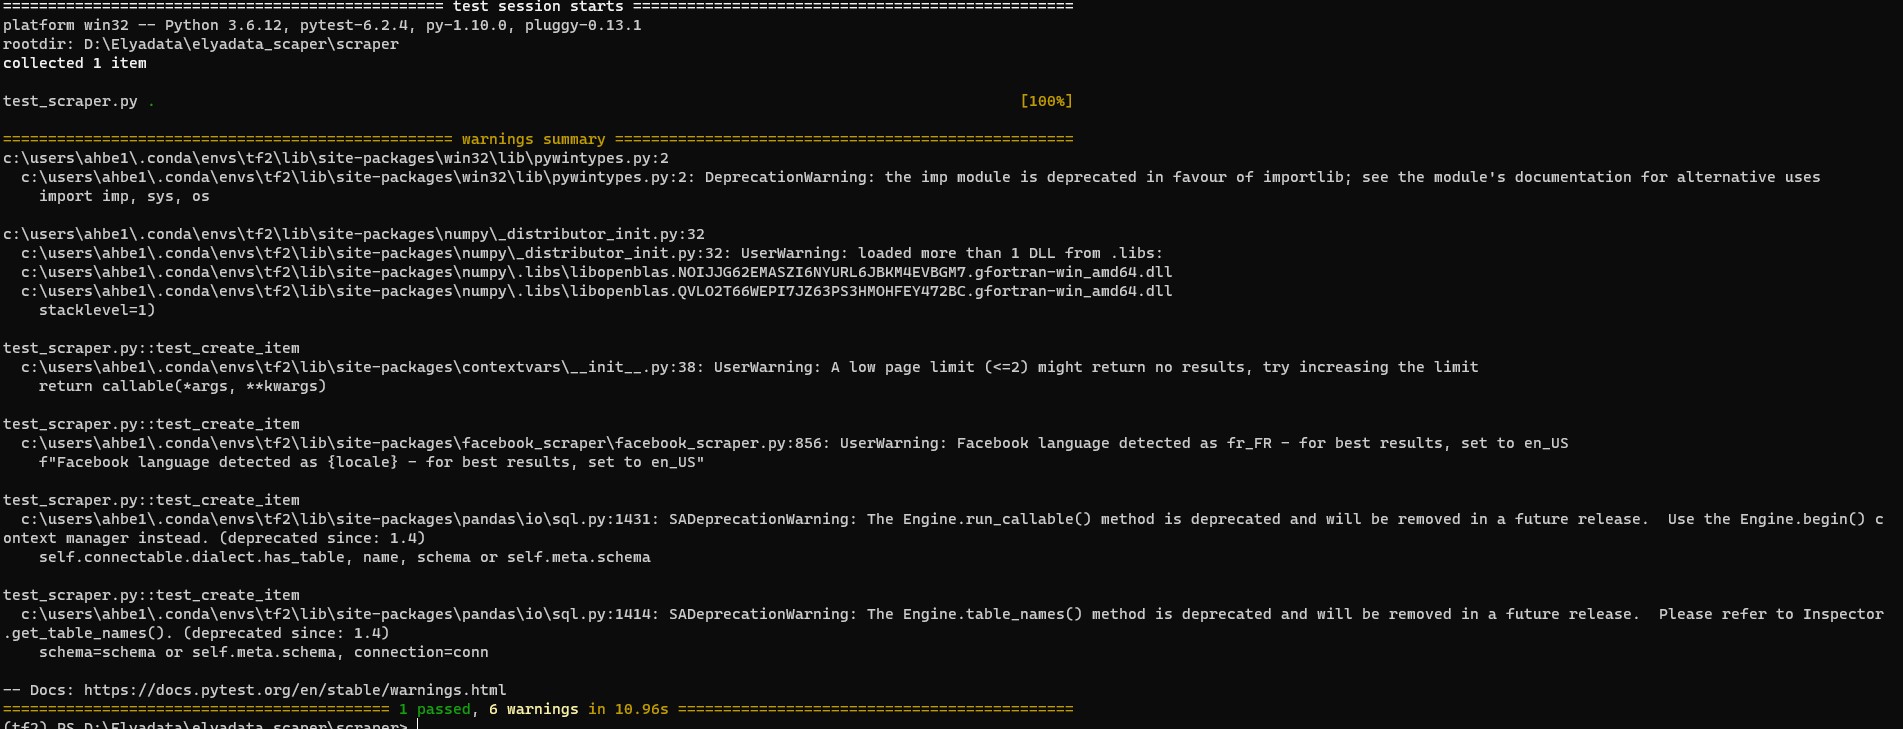 ================================================= test session starts =================================================
platform win32 -- Python 3.6.12, pytest-6.2.4, py-1.10.0, pluggy-0.13.1
rootdir: D:\Elyadata\elyadata_scaper\scraper
collected 1 item

test_scraper.py .                                                                                                [100%]

================================================== warnings summary ===================================================
c:\users\ahbe1\.conda\envs\tf2\lib\site-packages\win32\lib\pywintypes.py:2
  c:\users\ahbe1\.conda\envs\tf2\lib\site-packages\win32\lib\pywintypes.py:2: DeprecationWarning: the imp module is deprecated in favour of importlib; see the module's documentation for alternative uses
    import imp, sys, os

c:\users\ahbe1\.conda\envs\tf2\lib\site-packages\numpy\_distributor_init.py:32
  c:\users\ahbe1\.conda\envs\tf2\lib\site-packages\numpy\_distributor_init.py:32: UserWarning: loaded more than 1 DLL from .libs:
  c:\users\ahbe1\.conda\envs\tf2\lib\site-packages\numpy\.libs\libopenblas.NOIJJG62EMASZI6NYURL6JBKM4EVBGM7.gfortran-win_amd64.dll
  c:\users\ahbe1\.conda\envs\tf2\lib\site-packages\numpy\.libs\libopenblas.QVLO2T66WEPI7JZ63PS3HMOHFEY472BC.gfortran-win_amd64.dll
    stacklevel=1)

test_scraper.py::test_create_item
  c:\users\ahbe1\.conda\envs\tf2\lib\site-packages\contextvars\__init__.py:38: UserWarning: A low page limit (<=2) might return no results, try increasing the limit
    return callable(*args, **kwargs)

test_scraper.py::test_create_item
  c:\users\ahbe1\.conda\envs\tf2\lib\site-packages\facebook_scraper\facebook_scraper.py:856: UserWarning: Facebook language detected as fr_FR - for best results, set to en_US
    f"Facebook language detected as {locale} - for best results, set to en_US"

test_scraper.py::test_create_item
  c:\users\ahbe1\.conda\envs\tf2\lib\site-packages\pandas\io\sql.py:1431: SADeprecationWarning: The Engine.run_callable() method is deprecated and will be removed in a future release.  Use the Engine.begin() c
ontext manager instead. (deprecated since: 1.4)
    self.connectable.dialect.has_table, name, schema or self.meta.schema

test_scraper.py::test_create_item
  c:\users\ahbe1\.conda\envs\tf2\lib\site-packages\pandas\io\sql.py:1414: SADeprecationWarning: The Engine.table_names() method is deprecated and will be removed in a future release.  Please refer to Inspector
.get_table_names(). (deprecated since: 1.4)
    schema=schema or self.meta.schema, connection=conn

-- Docs: https://docs.pytest.org/en/stable/warnings.html
=========================================== 1 passed, 6 warnings in 10.96s ============================================
(tf2) PS D:\Elyadata\elyadata_scaper\scraper>